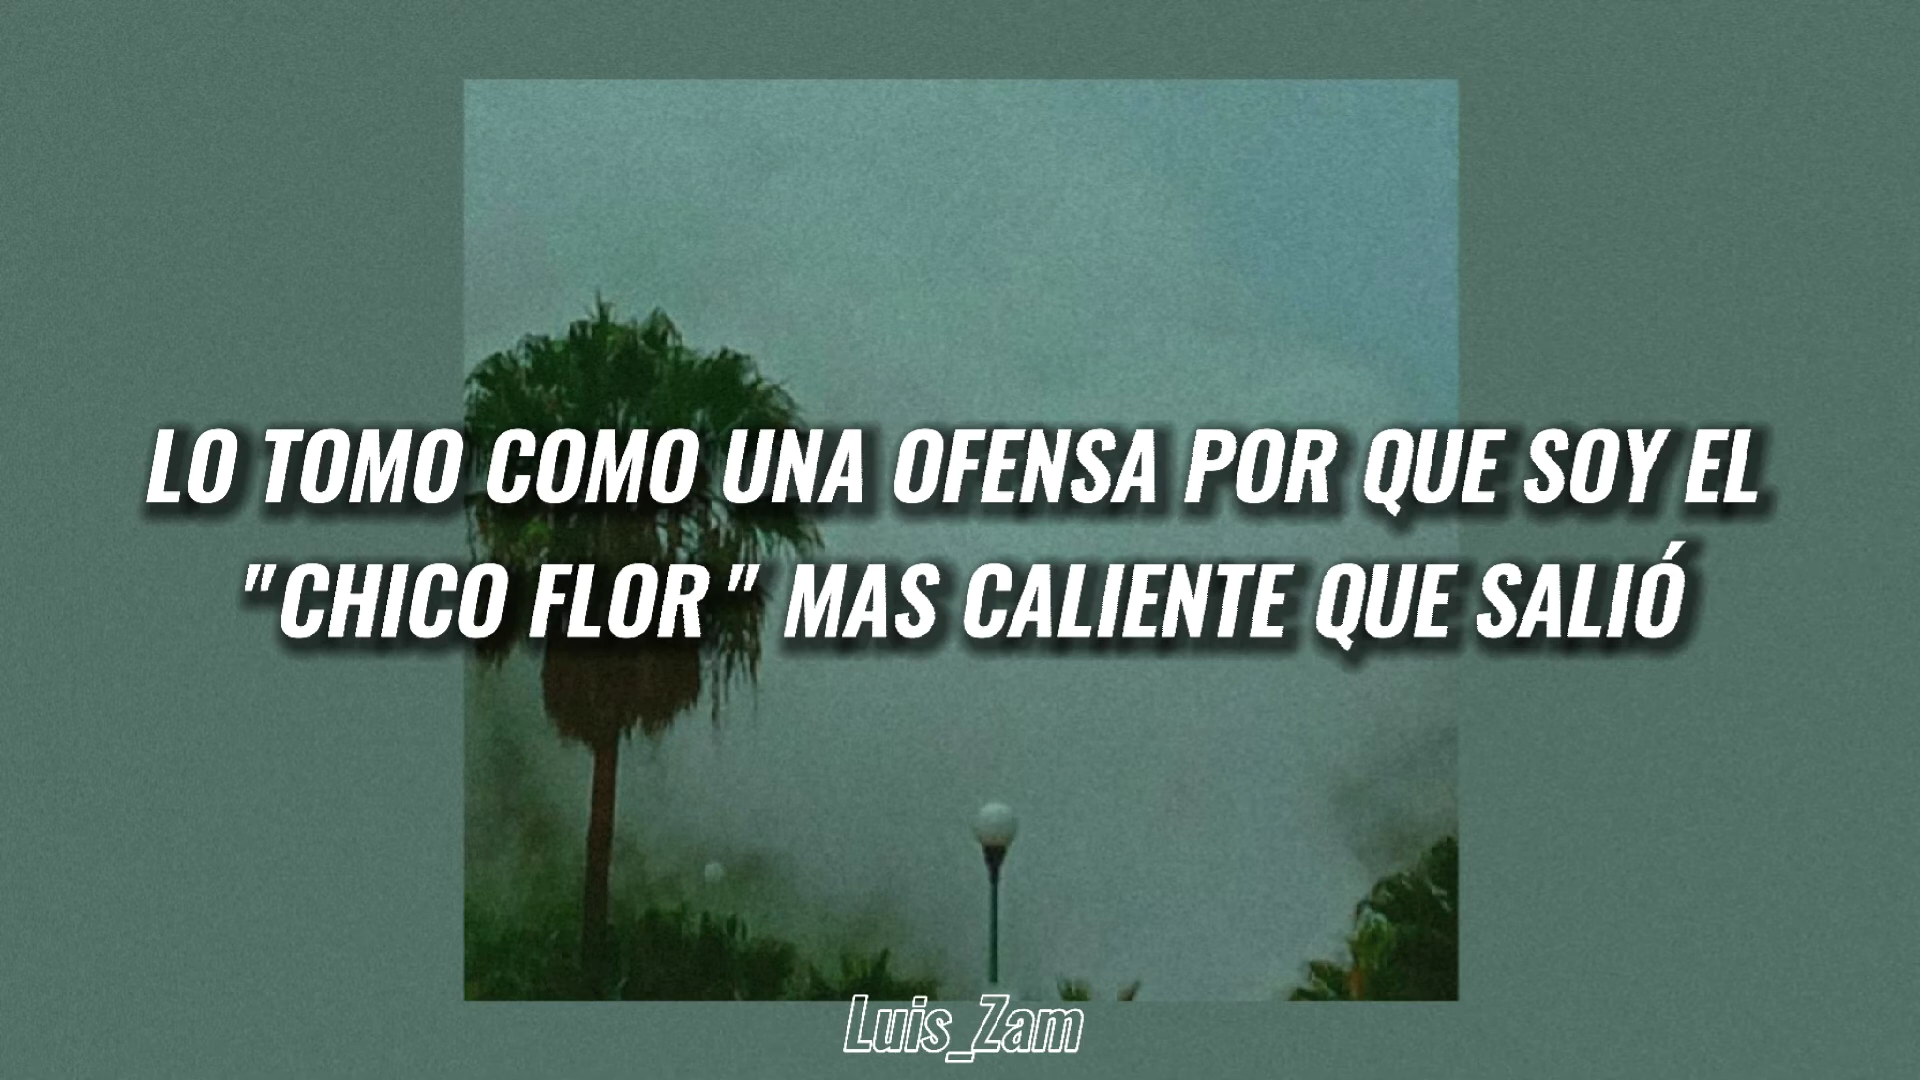 LO TOMO COMO UNA OFENSA POR QUE SOY EL
"CHICO FLOR" MAS CALIENTE QUE SALIÓ
Luis_Zam